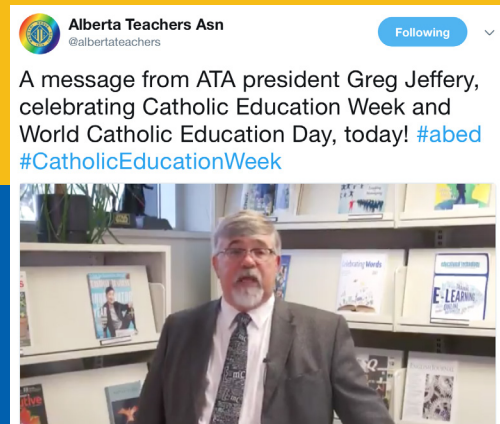 Alberta Teachers Asn
@albertateachers
Following
A message from ATA president Greg Jeffery,
celebrating Catholic Education Week and
World Catholic Education Day, today! #abed
#CatholicEducationWeek
Words
E-LEARNING